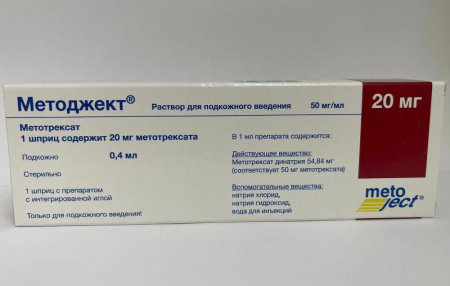 Методжект®
Раствор для подкожного введения 50 мг/мл
20 мг
Метотрексат
1 шприц содержит 20 мг метотрексата
Подкожно 0,4 мл
Стерильно
1 шприц с препаратом
с интегрированной иглой
Только для подкожного введения!
В 1 мл препарата содержится:
Действующее вещество:
Метотрексат динатрия 54,84 мг
(соответствует 50 мг метотрексата)
Вспомогательные вещества:
натрия хлорид,
натрия гидроксид,
вода для инъекций
metoject®